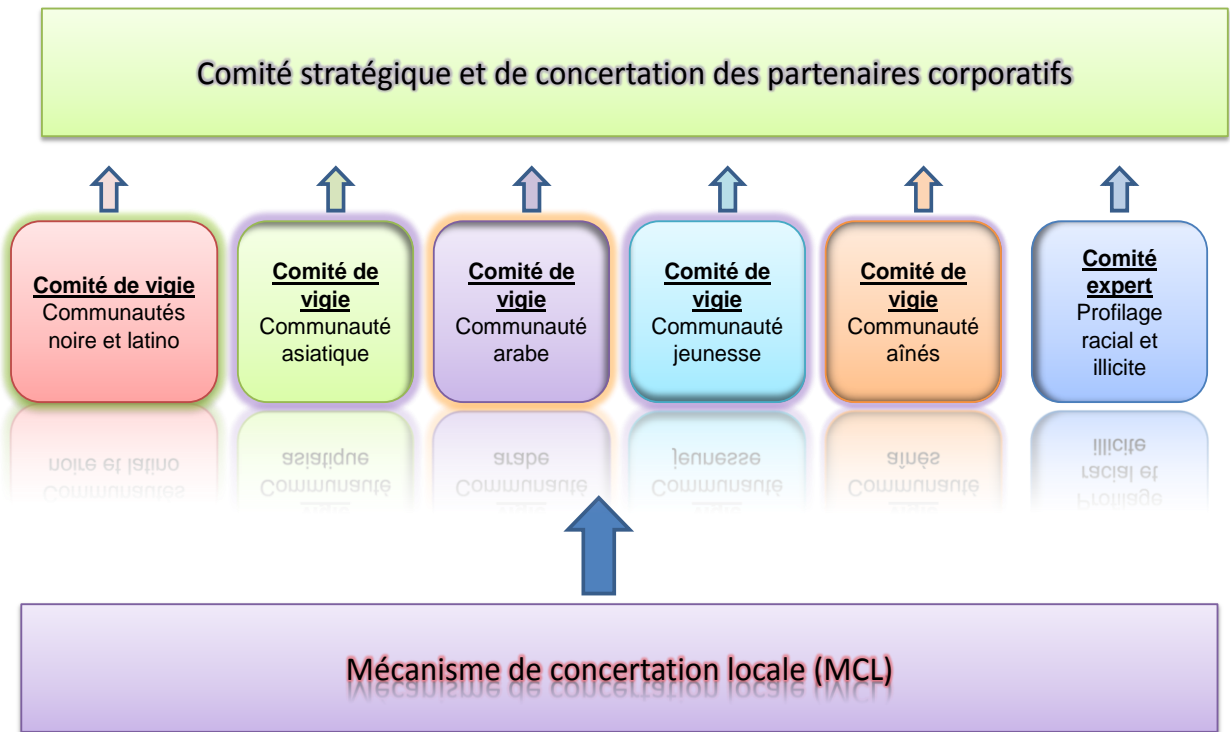 Comité stratégique et de concertation des partenaires corporatifs
Comité de vigie
Communautés
noire et latino
Comité de
vigie
Communauté
asiatique
Comité de
vigie
Communauté
arabe
Comité de
vigie
Communauté
jeunesse
Comité de
vigie
Communauté
aînés
Comité
expert
Profilage
racial et
illicite
Mécanisme de concertation locale (MCL)